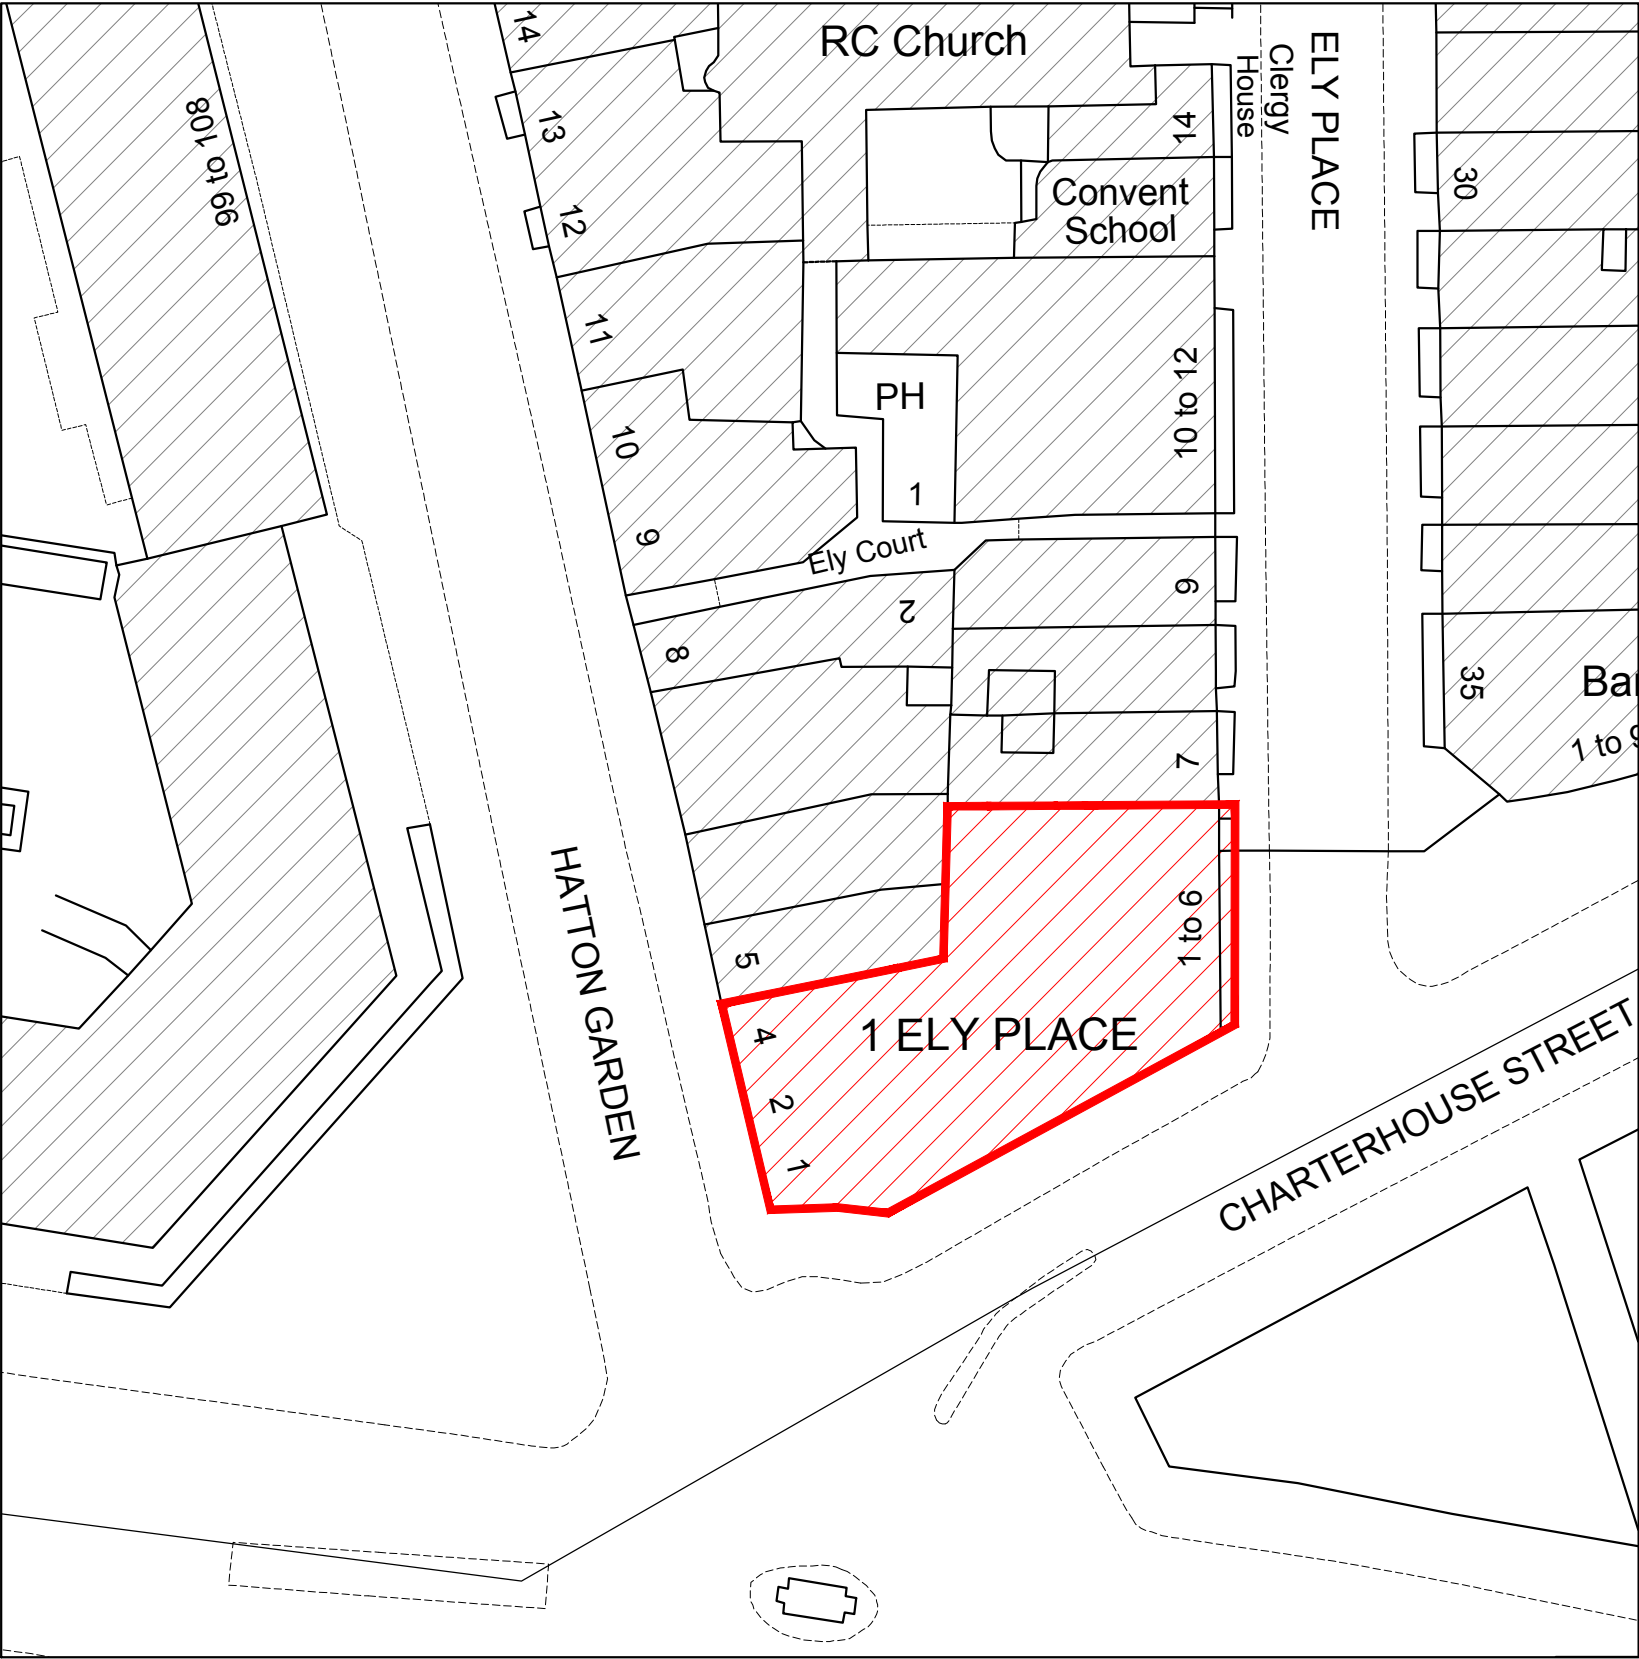 14
RC Church
ELY PLACE
Clergy
House
99 to 108
13
14
12
Convent
School
30
11
10 to 12
PH
10
1
9
Ely Court
9
2
8
35
Bar
1 to 9
7
HATTON GARDEN
5
1 to 6
4
1 ELY PLACE
2
1
CHARTERHOUSE STREET